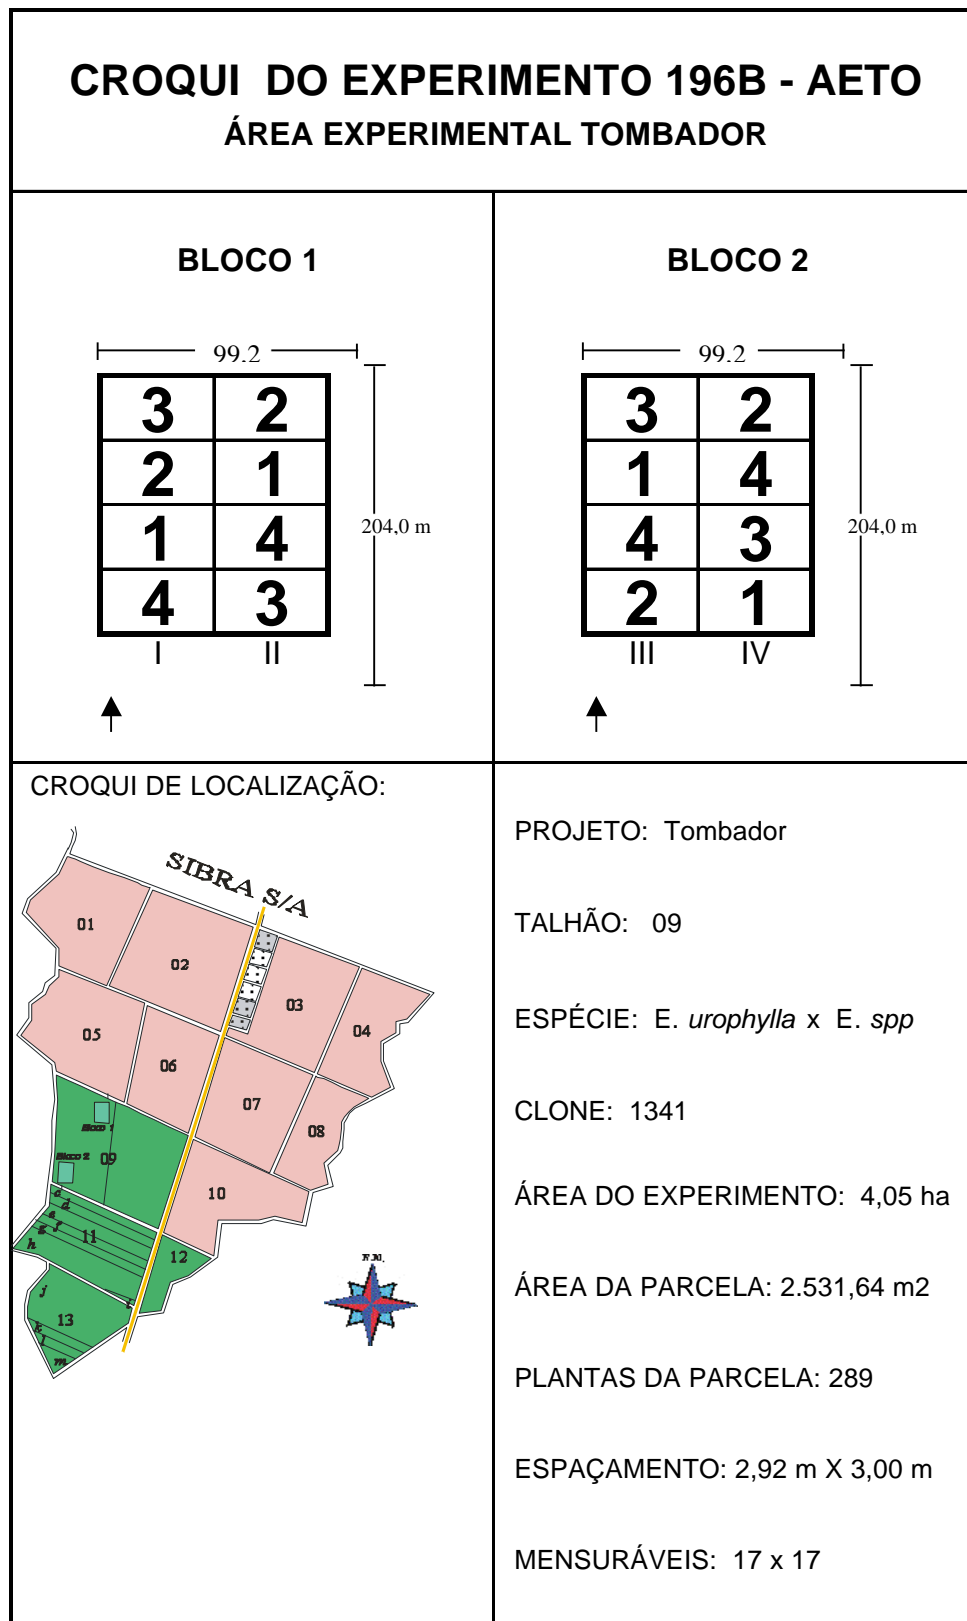 CROQUI DO EXPERIMENTO 196B - AETO
ÁREA EXPERIMENTAL TOMBADOR
BLOCO 1
99,2
3 2
2 1
1 4
4 3
I II
204,0 m
BLOCO 2
99,2
3 2
1 4
4 3
2 1
III IV
204,0 m
CROQUI DE LOCALIZAÇÃO:
SIBRA S/A
01
02
03
04
05
06
07
08
Bloco 1
Bloco 2
09
10
c
d
e
f
g
h
11
12
i
j
13
k
l
m
PROJETO: Tombador
TALHÃO: 09
ESPÉCIE: E. urophylla x E. spp
CLONE: 1341
ÁREA DO EXPERIMENTO: 4,05 ha
ÁREA DA PARCELA: 2.531,64 m2
PLANTAS DA PARCELA: 289
ESPAÇAMENTO: 2,92 m X 3,00 m
MENSURÁVEIS: 17 x 17